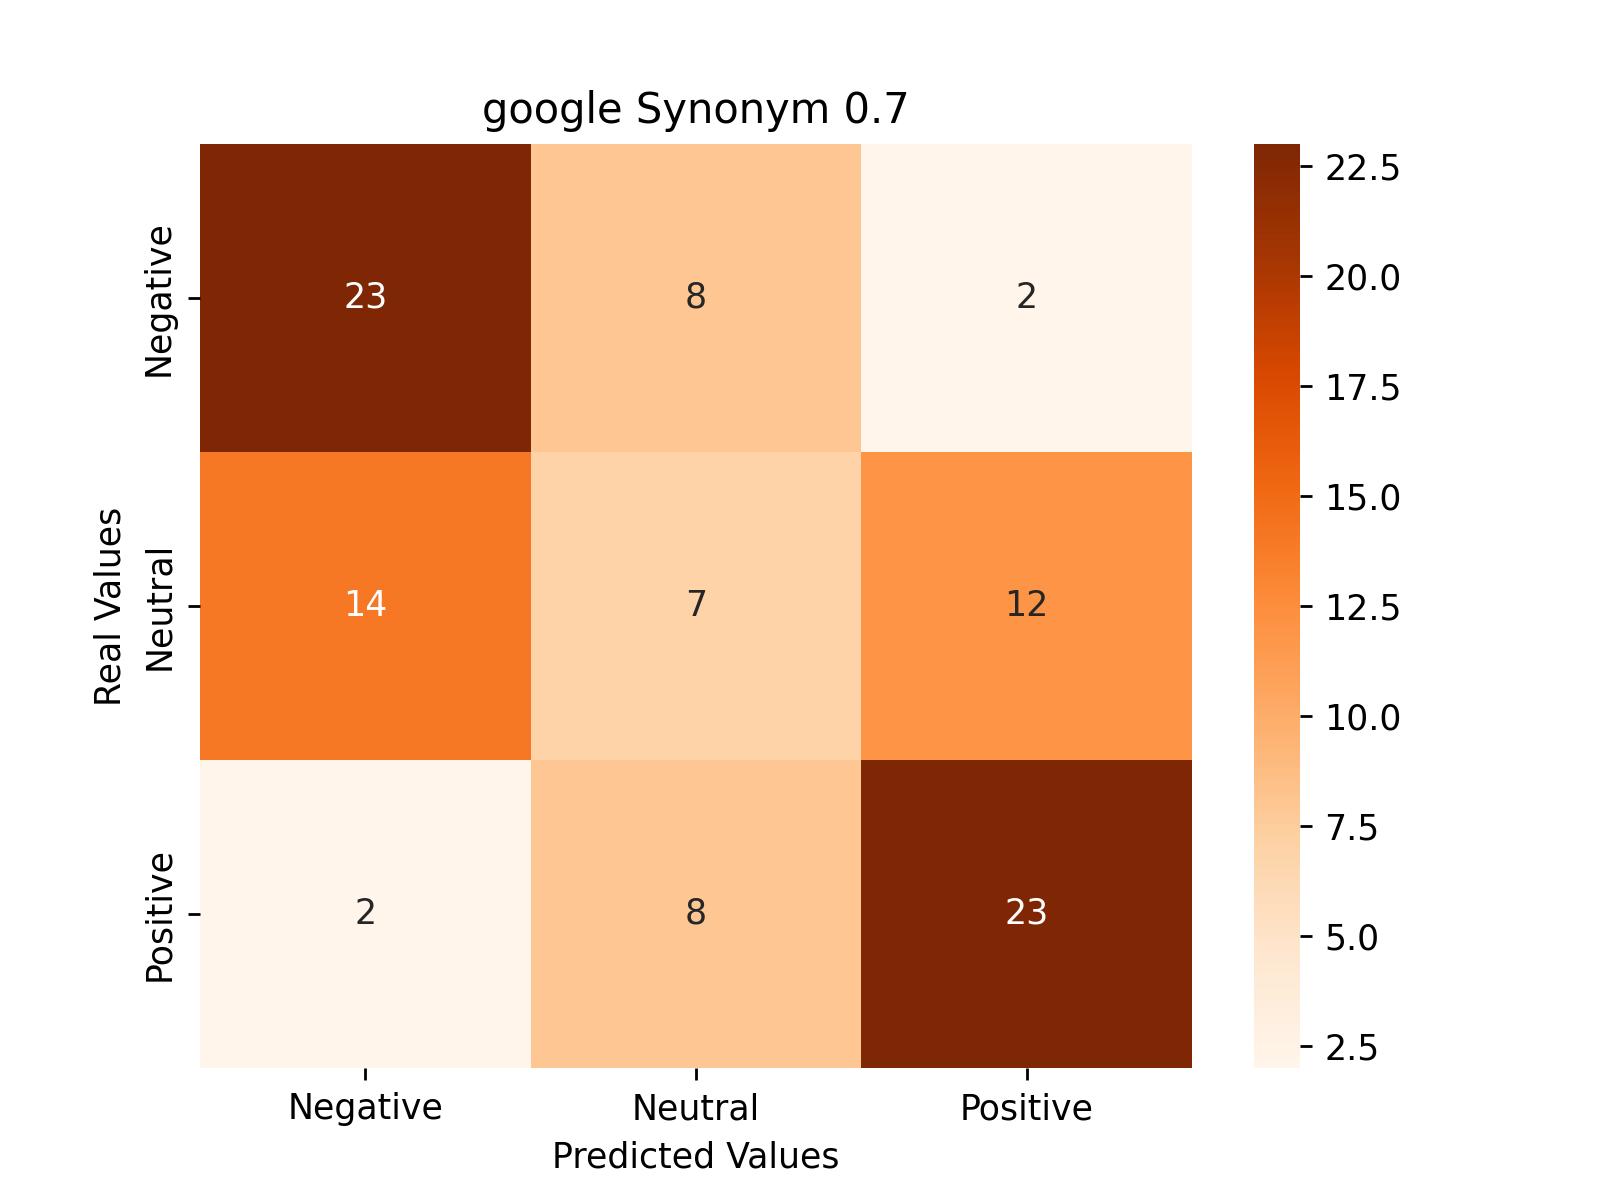 google Synonym 0.7
Real Values
Negative
23 8 2
Neutral
14 7 12
Positive
2 8 23
Negative Neutral Positive
Predicted Values
22.5
20.0
17.5
15.0
12.5
10.0
7.5
5.0
2.5